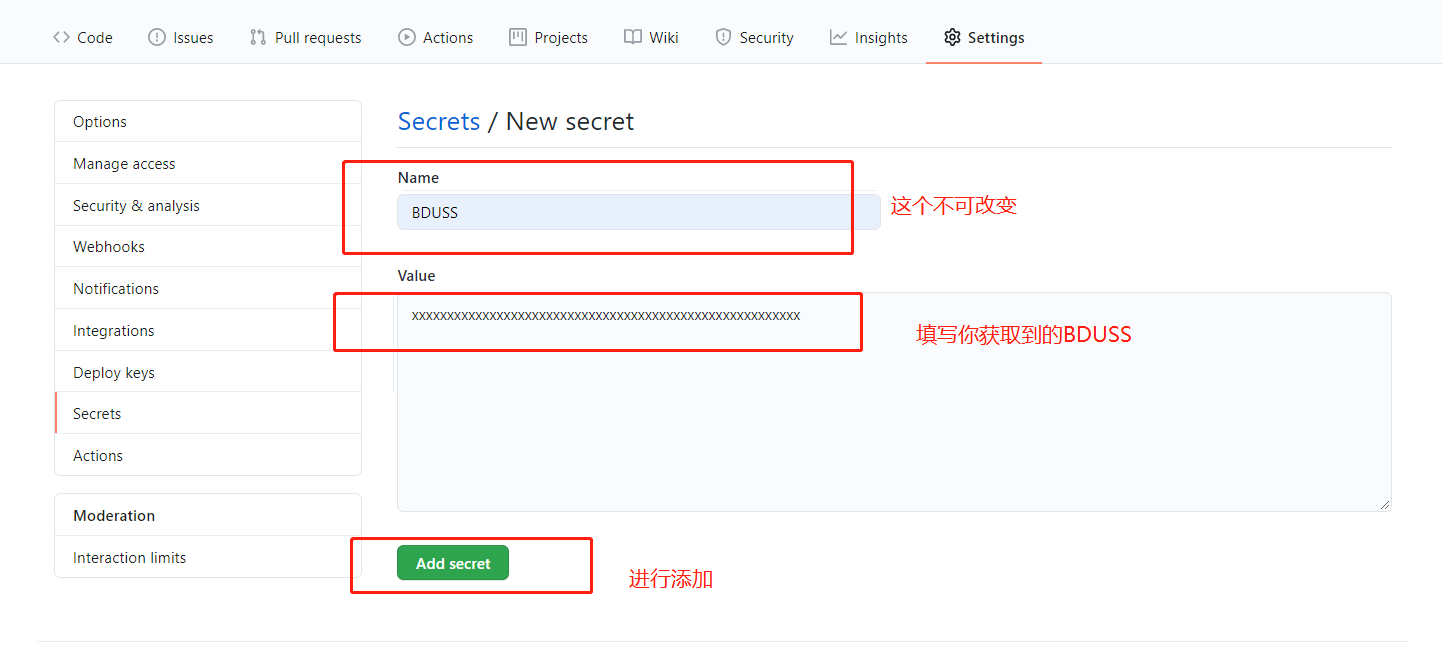 Code Issues Pull requests Actions Projects Wiki Security Insights Settings
Options
Manage access
Security & analysis
Webhooks
Notifications
Integrations
Deploy keys
Secrets
Actions
Moderation
Interaction limits
Secrets / New secret
Name
BDUSS
这个不可改变
Value
xxxxxxxxxxxxxxxxxxxxxxxxxxxxxxxxxxxxxxxxxxxxxxxxxxxxxxx
填写你获取到的BDUSS
Add secret
进行添加